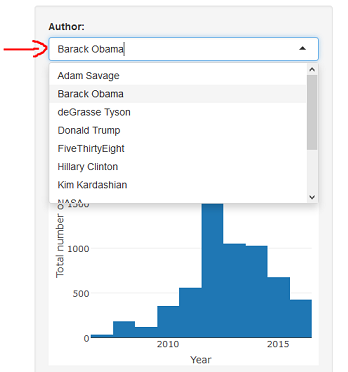 Author:
Barack Obama
Adam Savage
Barack Obama
deGrasse Tyson
Donald Trump
FiveThirtyEight
Hillary Clinton
Kim Kardashian
NASA
Total number o
1500
1000
500
0
2010
2015
Year